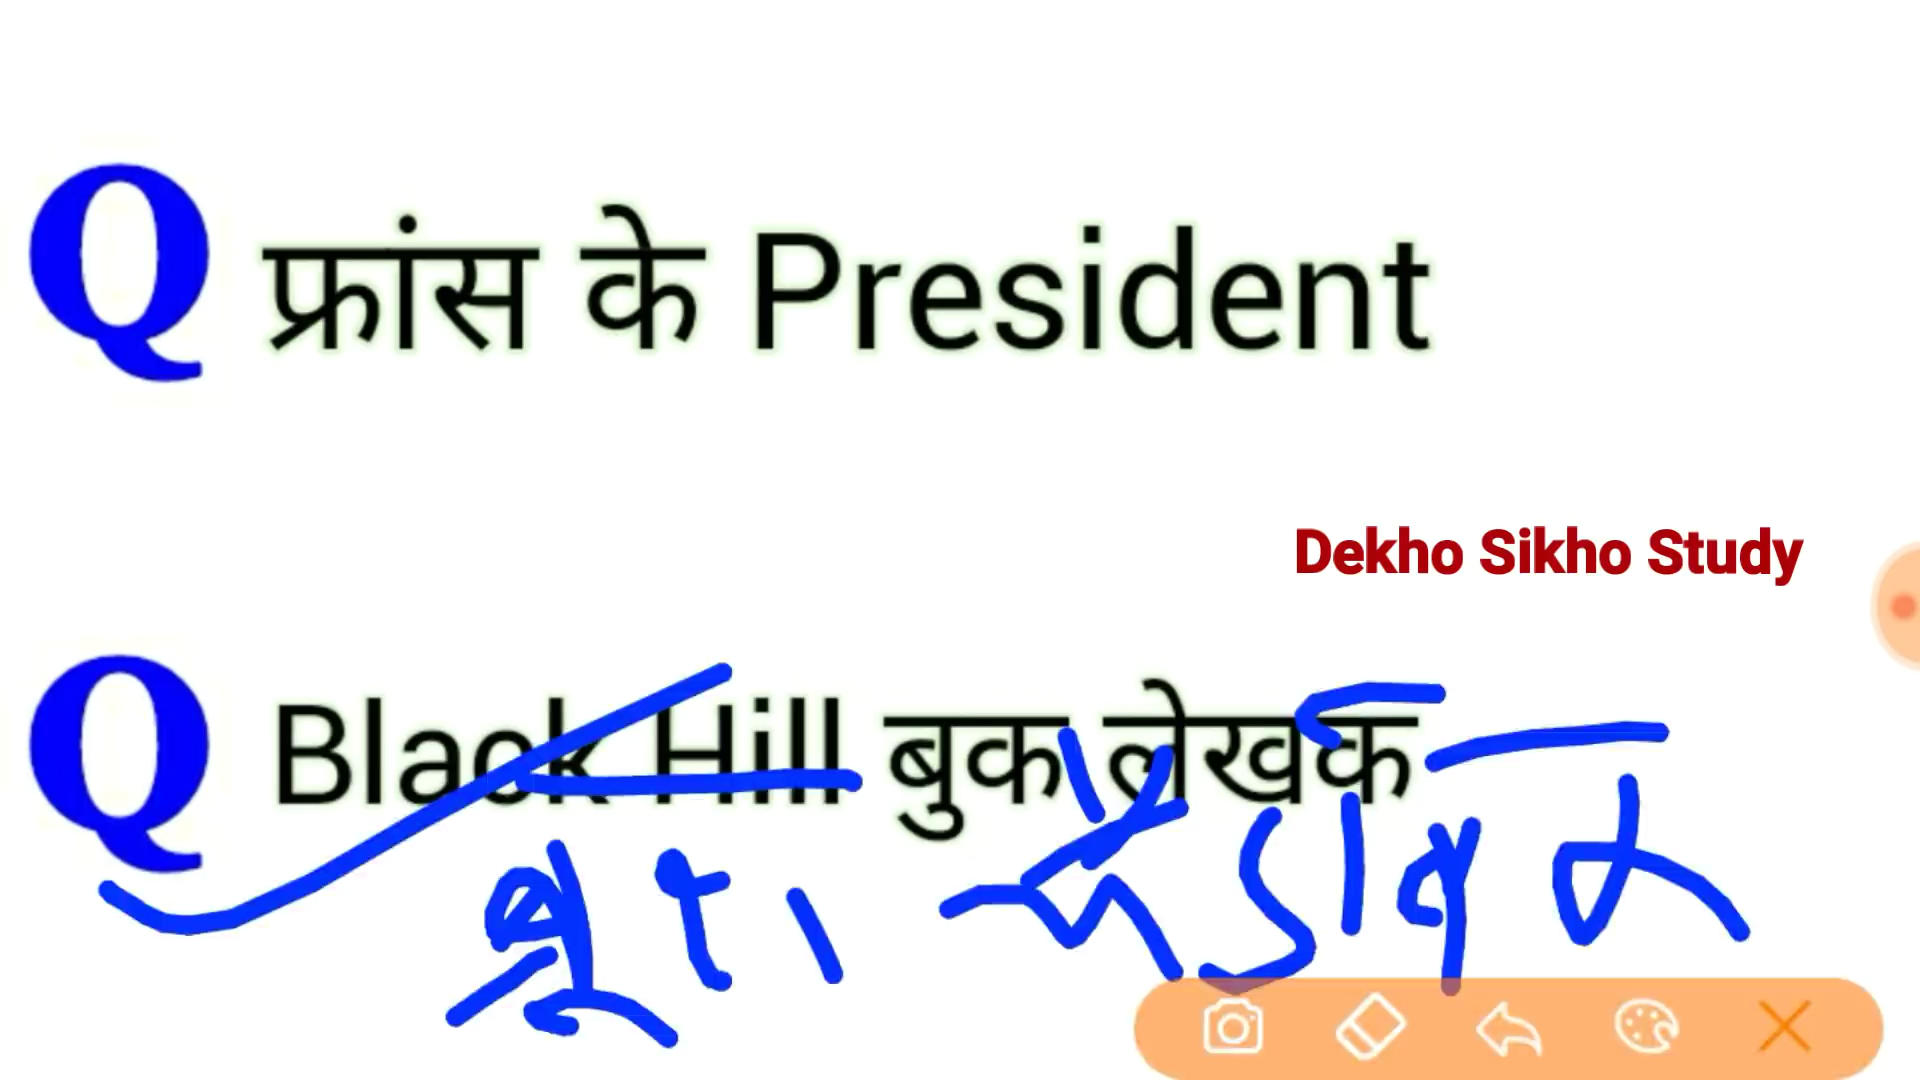 Q फ्रांस के President
Dekho Sikho Study
Q Black Hill बुक लेखक